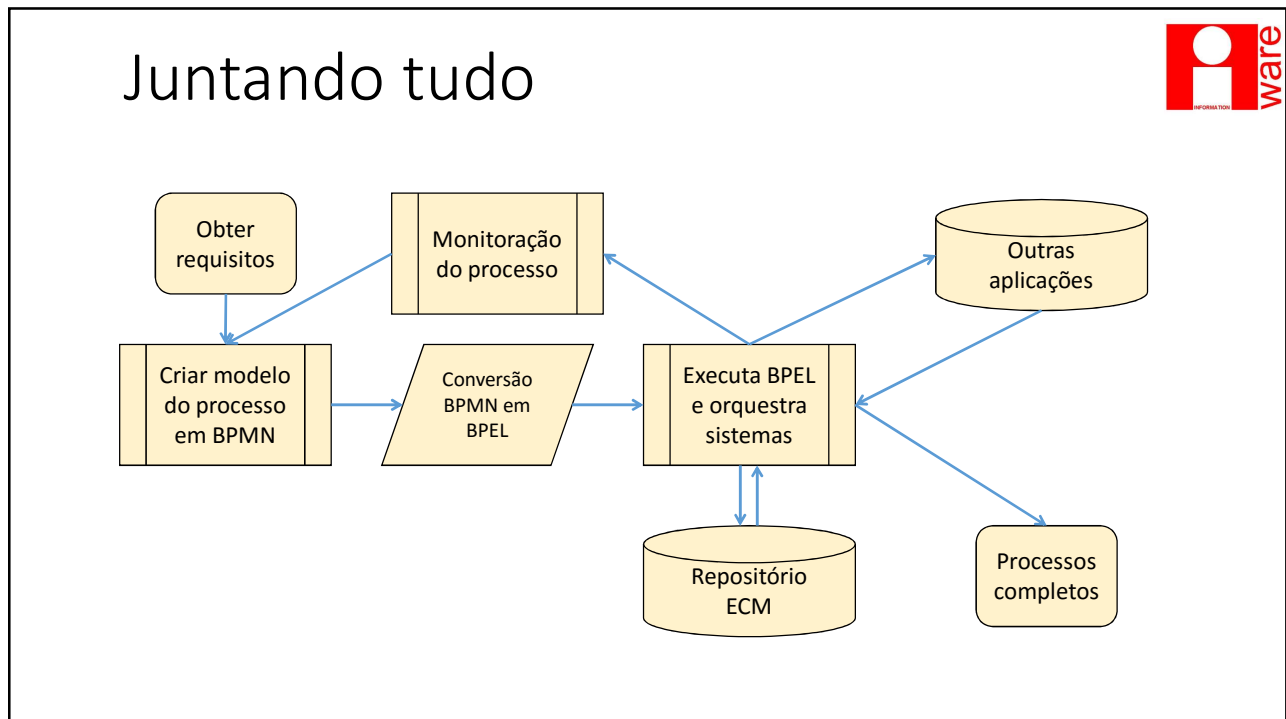 Juntando tudo
INFORMATION
ware
Obter
requisitos
Monitoração
do processo
Outras
aplicações
Criar modelo
do processo
em BPMN
Conversão
BPMN em
BPEL
Executa BPEL
e orquestra
sistemas
Repositório
ECM
Processos
completos